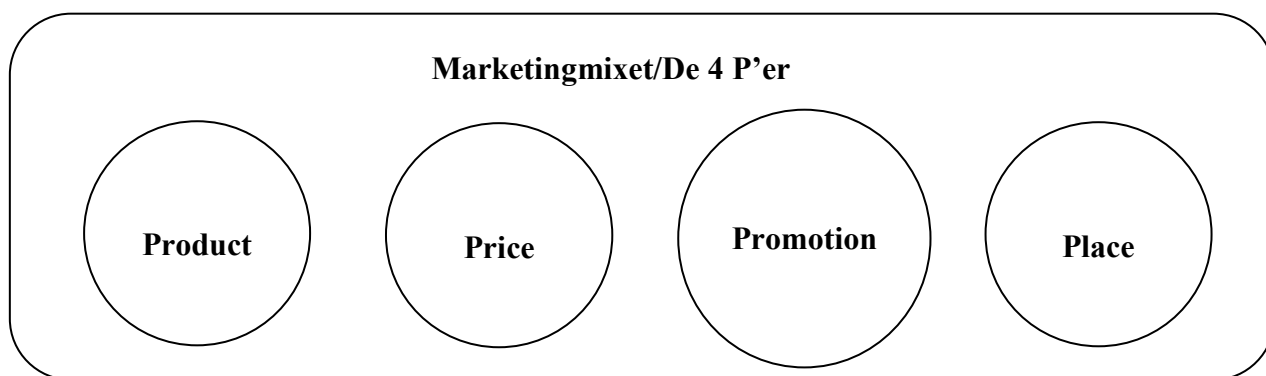 Marketingmixet/De 4 P’er
Product
Price
Promotion
Place